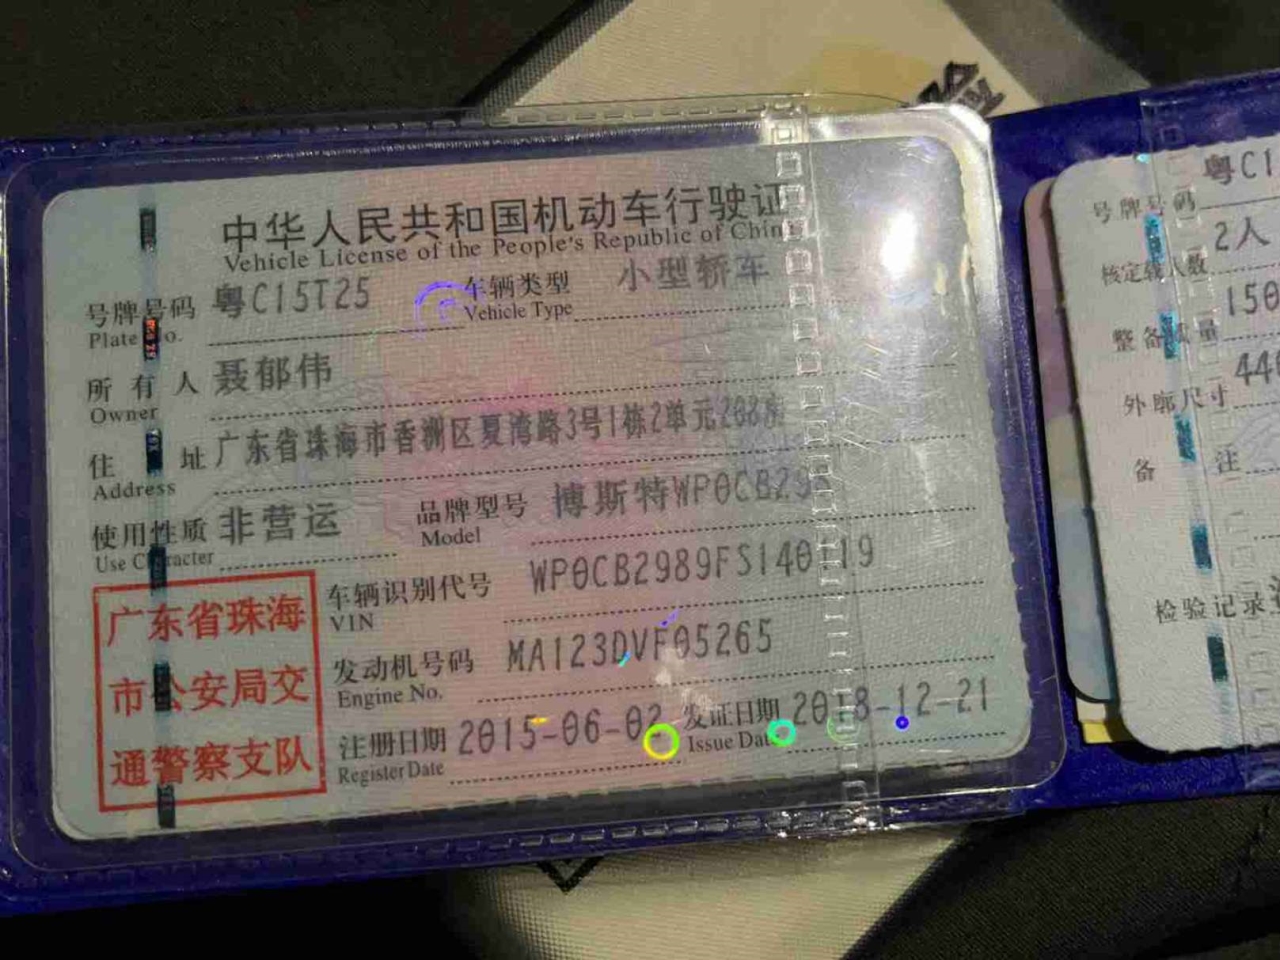 中华人民共和国机动车行驶证
Vehicle License of the People's Republic of China
号牌号码 粤C15T25 车辆类型 小型轿车
Plate No. Vehicle Type
所有人 聂郁伟
Owner
住址 广东省珠海市香洲区夏湾路3号1栋2单元
Address
使用性质 非营运 品牌型号 博斯特WP0CB29
Use Character Model
车辆识别代号 WP0CB2989FS140 19
VIN
发动机号码 MA123DVF05265
Engine No.
注册日期 2015-06-02 发证日期 2018-12-21
Register Date Issue Date
广东省珠海
市公安局交
通警察支队
号牌号码 粤C1
核定载人数 2人
整备质量 150
外廓尺寸 44
备注
检验记录